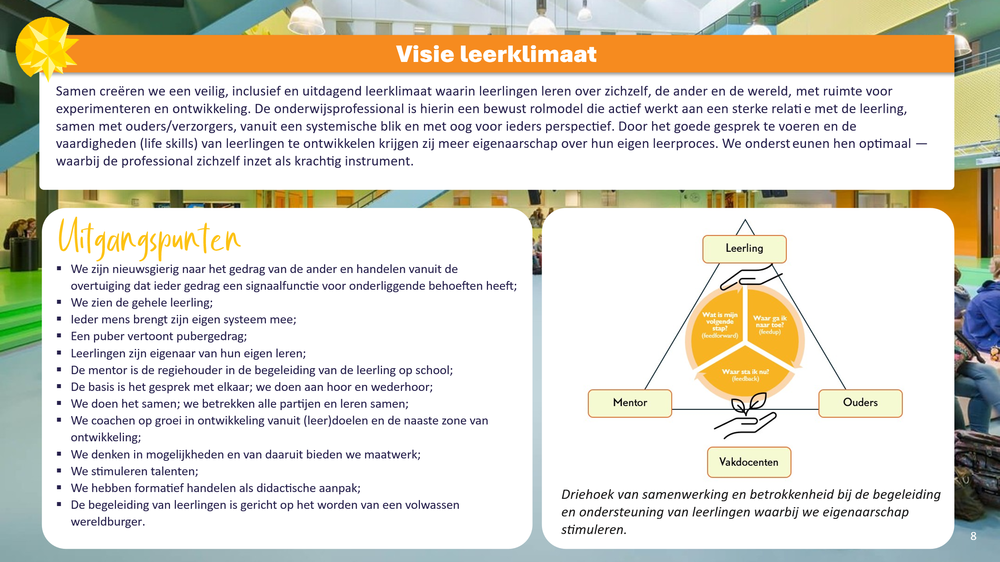 Visie leerklimaat
Samen creëren we een veilig, inclusief en uitdagend leerklimaat waarin leerlingen leren over zichzelf, de ander en de wereld, met ruimte voor
experimenteren en ontwikkeling. De onderwijsprofessional is hierin een bewust rolmodel die actief werkt aan een sterke relatie met de leerling,
samen met ouders/verzorgers, vanuit een systemische blik en met oog voor ieders perspectief. Door het goede gesprek te voeren en de
vaardigheden (life skills) van leerlingen te ontwikkelen krijgen zij meer eigenaarschap over hun eigen leerproces. We ondersteunen hen optimaal —
waarbij de professional zichzelf inzet als krachtig instrument.
Uitgangspunten
▪ We zijn nieuwsgierig naar het gedrag van de ander en handelen vanuit de
overtuiging dat ieder gedrag een signaalfunctie voor onderliggende behoeften heeft;
▪ We zien de gehele leerling;
▪ Ieder mens brengt zijn eigen systeem mee;
▪ Een puber vertoont pubergedrag;
▪ Leerlingen zijn eigenaar van hun eigen leren;
▪ De mentor is de regiehouder in de begeleiding van de leerling op school;
▪ De basis is het gesprek met elkaar; we doen aan hoor en wederhoor;
▪ We doen het samen; we betrekken alle partijen en leren samen;
▪ We coachen op groei in ontwikkeling vanuit (leer)doelen en de naaste zone van
ontwikkeling;
▪ We denken in mogelijkheden en van daaruit bieden we maatwerk;
▪ We stimuleren talenten;
▪ We hebben formatief handelen als didactische aanpak;
▪ De begeleiding van leerlingen is gericht op het worden van een volwassen
wereldburger.
Leerling
Wat is mijn
volgende
stap?
(feedforward)
Waar ga ik
naar toe?
(feedup)
Waar sta ik nu?
(feedback)
Mentor
Ouders
Vakdocenten
Driehoek van samenwerking en betrokkenheid bij de begeleiding
en ondersteuning van leerlingen waarbij we eigenaarschap
stimuleren.
8